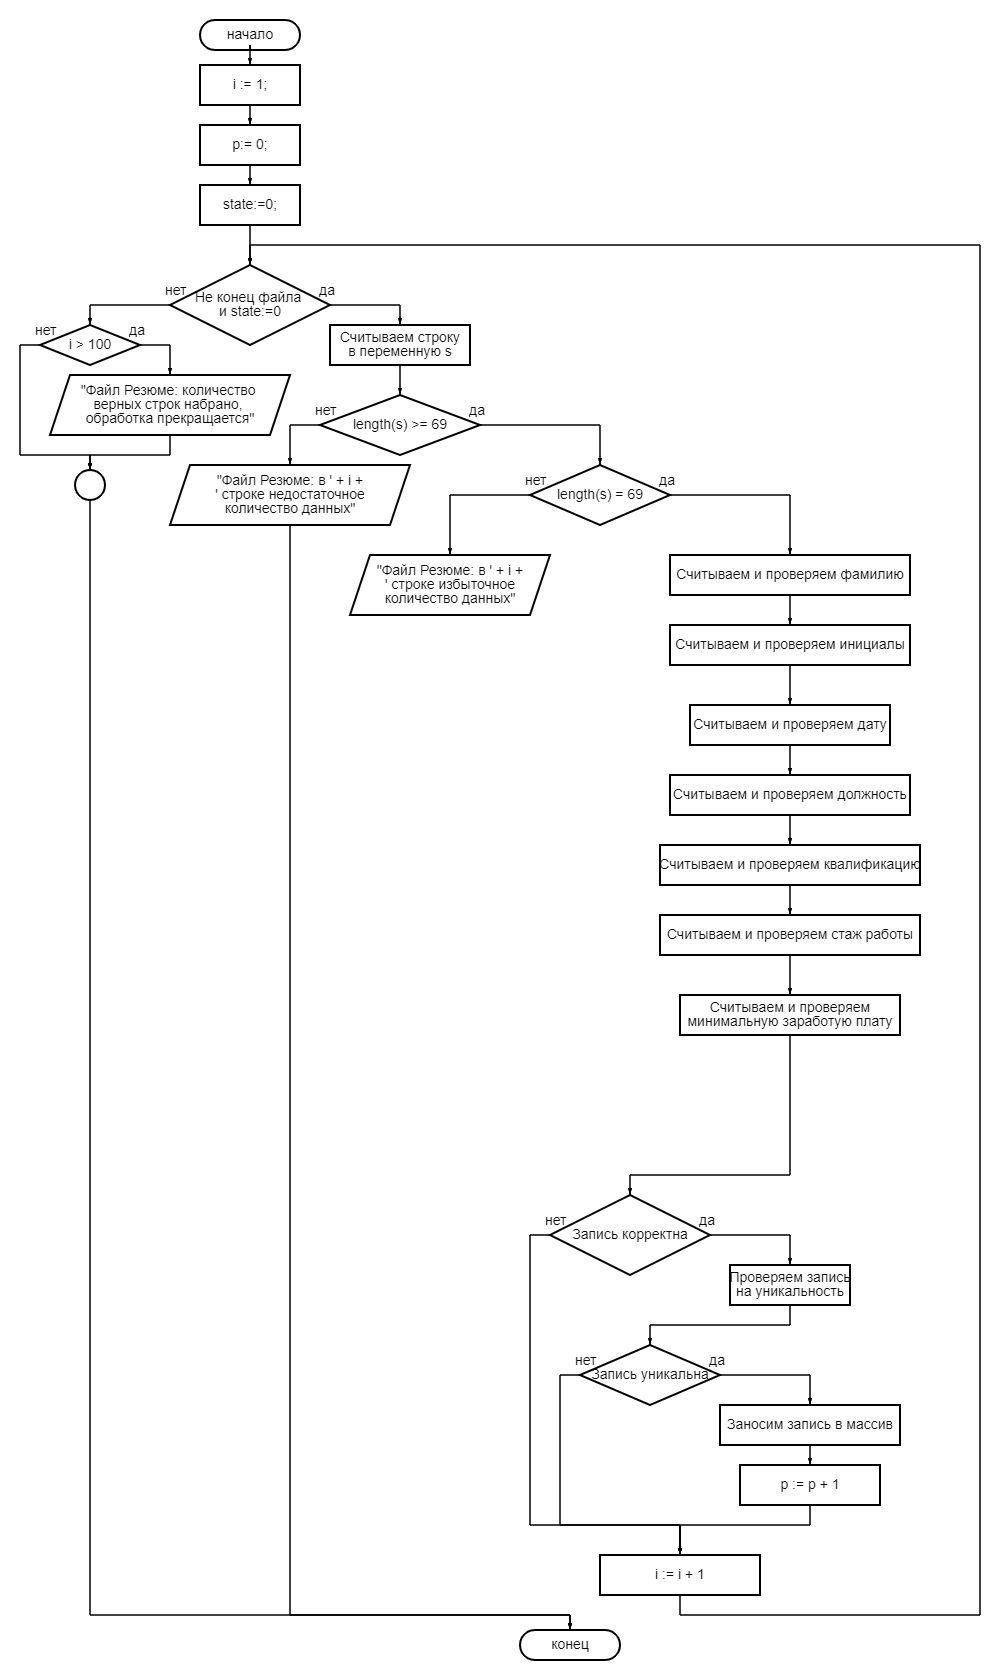 начало
i := 1;
p:= 0;
state:=0;
нет
Не конец файла
и state:=0
да
нет
i > 100
да
Считываем строку
в переменную s
"Файл Резюме: количество
верных строк набрано,
обработка прекращается"
нет
length(s) >= 69
да
"Файл Резюме: в ' + i +
' строке недостаточное
количество данных"
нет
length(s) = 69
да
"Файл Резюме: в ' + i +
' строке избыточное
количество данных"
Считываем и проверяем фамилию
Считываем и проверяем инициалы
Считываем и проверяем дату
Считываем и проверяем должность
Считываем и проверяем квалификацию
Считываем и проверяем стаж работы
Считываем и проверяем
минимальную заработую плату
нет
Запись корректна
да
Проверяем запись
на уникальность
нет
Запись уникальна
да
Заносим запись в массив
p := p + 1
i := i + 1
конец